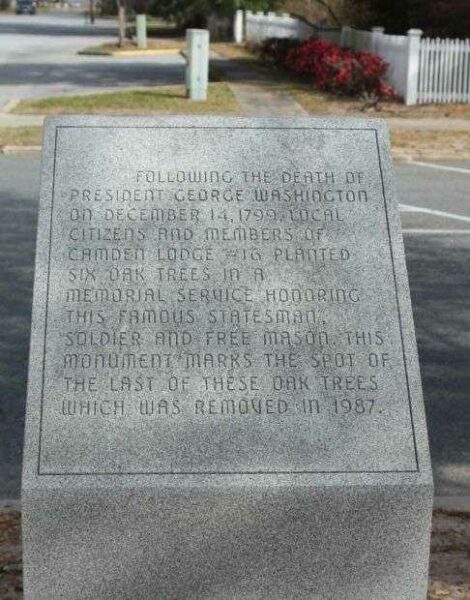 FOLLOWING THE DEATH OF
PRESIDENT GEORGE WASHINGTON
ON DECEMBER 14, 1799, LOCAL
CITIZENS AND MEMBERS OF
CAMDEN LODGE #16 PLANTED
SIX OAK TREES IN A
MEMORIAL SERVICE HONORING
THIS FAMOUS STATESMAN,
SOLDIER AND FREE MASON. THIS
MONUMENT MARKS THE SPOT OF
THE LAST OF THESE OAK TREES
WHICH WAS REMOVED IN 1987.